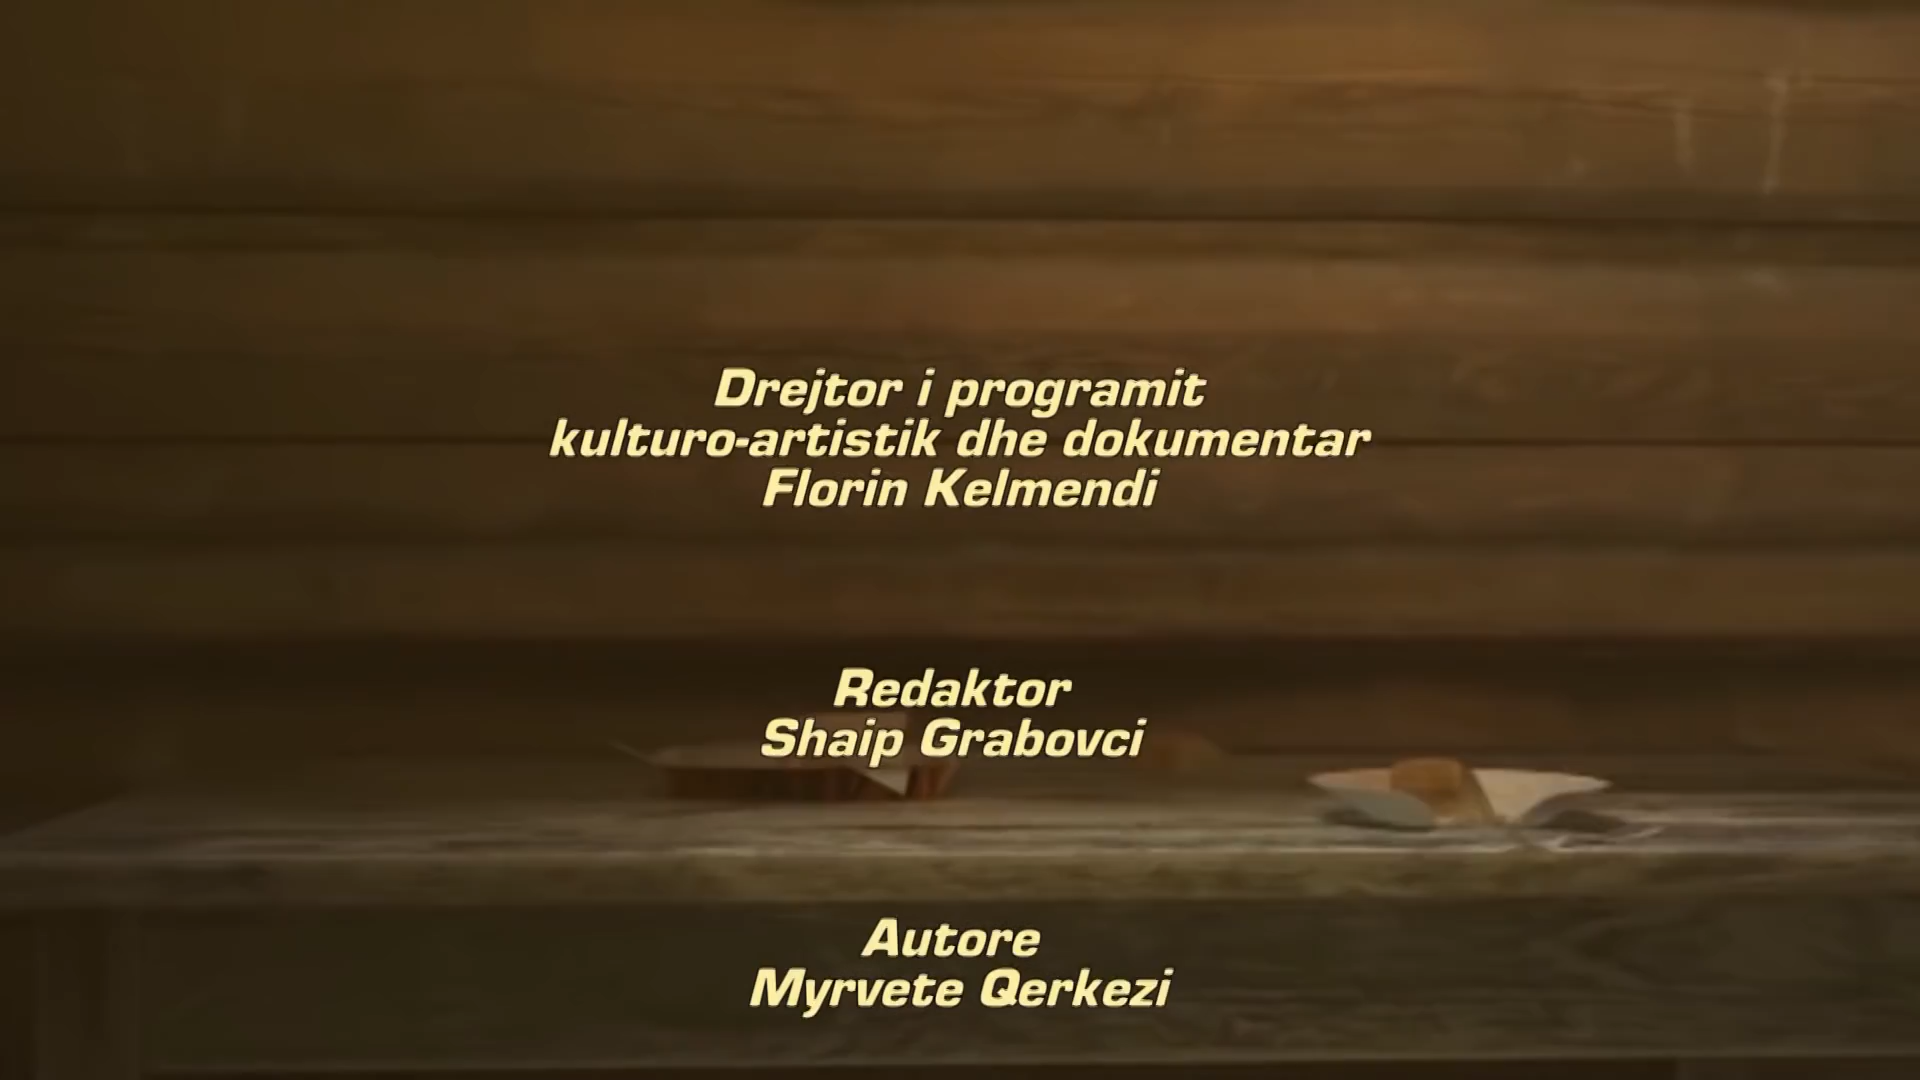 Drejtor i programit
kulturo-artistik dhe dokumentar
Florin Kelmendi
Redaktor
Shaip Grabovci
Autore
Myrvete Qerkezi